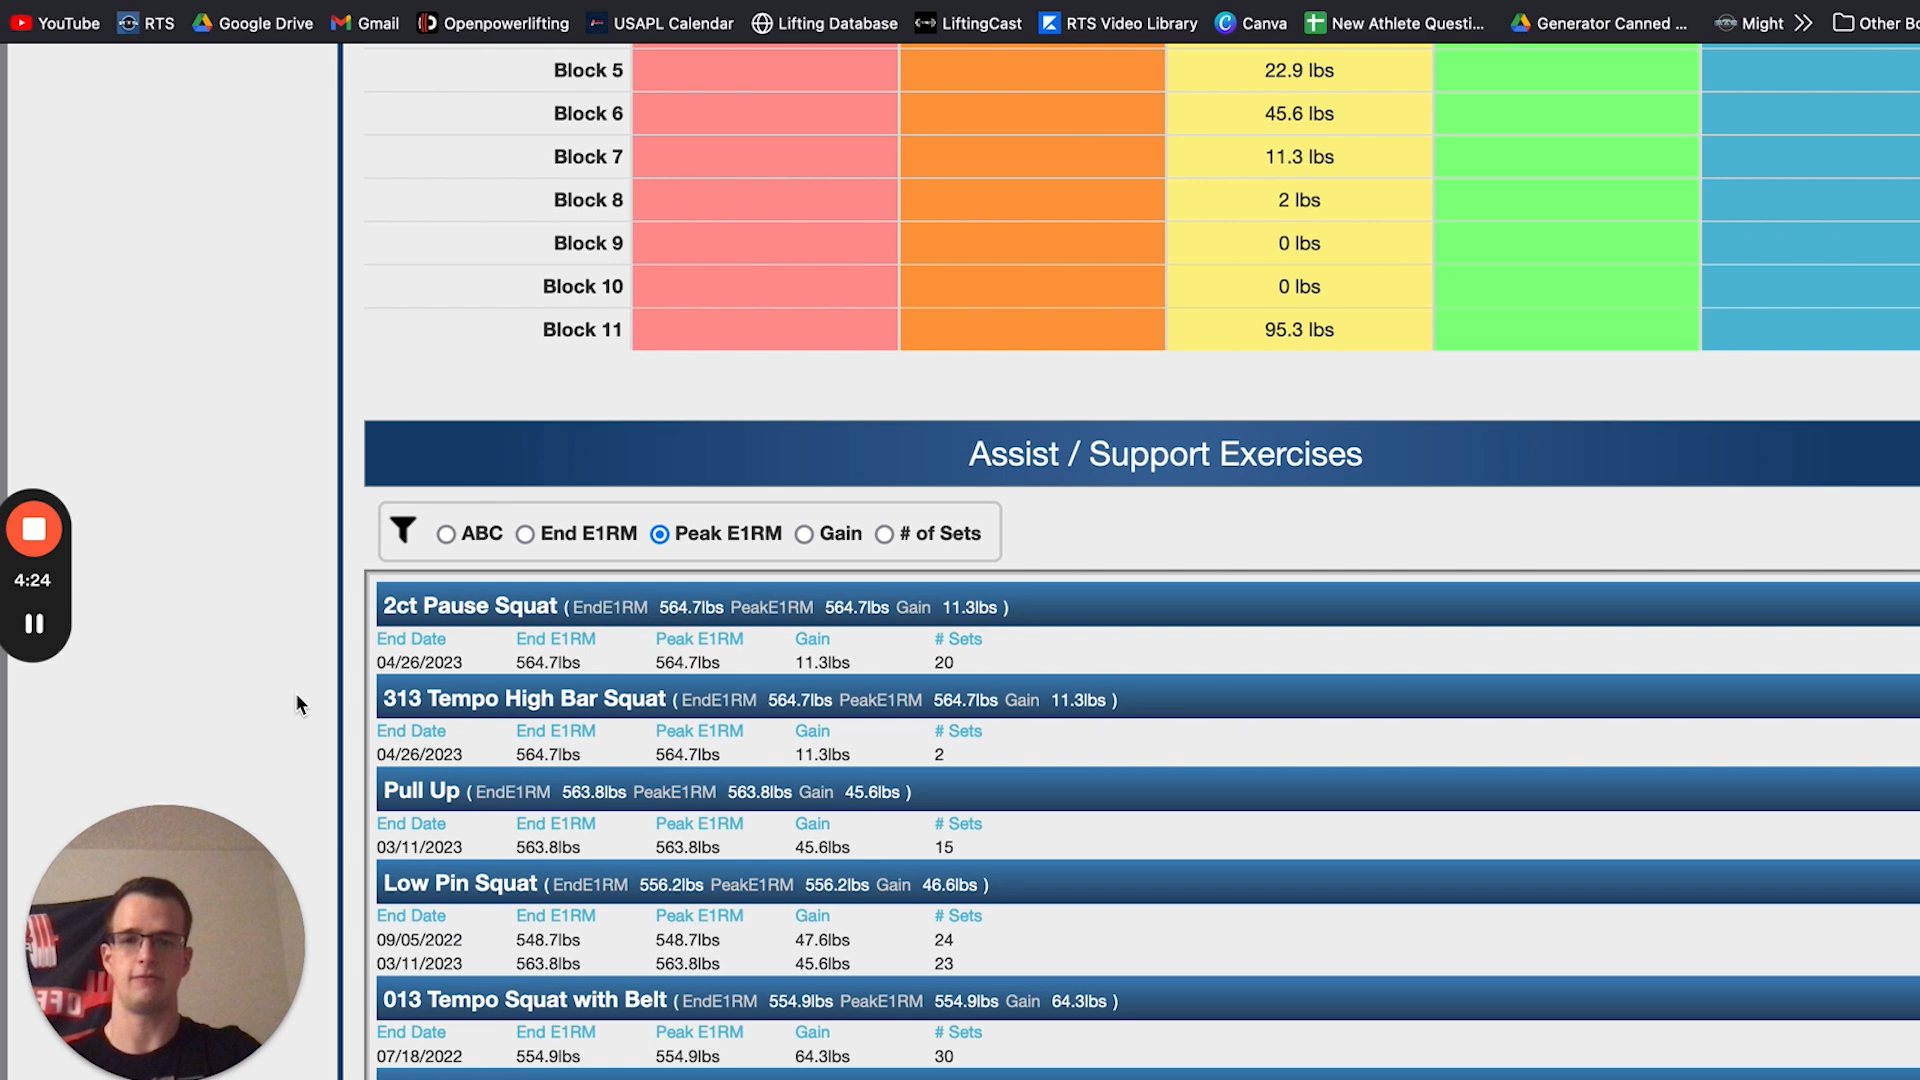 YouTube RTS Google Drive Gmail Openpowerlifting USAPL Calendar Lifting Database LiftingCast RTS Video Library Canva New Athlete Questi... Generator Canned ... Might Other Bo
Block 5 22.9 lbs
Block 6 45.6 lbs
Block 7 11.3 lbs
Block 8 2 lbs
Block 9 0 lbs
Block 10 0 lbs
Block 11 95.3 lbs
Assist / Support Exercises
ABC End E1RM Peak E1RM Gain # of Sets
4:24
2ct Pause Squat ( EndE1RM 564.7lbs PeakE1RM 564.7lbs Gain 11.3lbs )
End Date End E1RM Peak E1RM Gain # Sets
04/26/2023 564.7lbs 564.7lbs 11.3lbs 20
313 Tempo High Bar Squat ( EndE1RM 564.7lbs PeakE1RM 564.7lbs Gain 11.3lbs )
End Date End E1RM Peak E1RM Gain # Sets
04/26/2023 564.7lbs 564.7lbs 11.3lbs 2
Pull Up ( EndE1RM 563.8lbs PeakE1RM 563.8lbs Gain 45.6lbs )
End Date End E1RM Peak E1RM Gain # Sets
03/11/2023 563.8lbs 563.8lbs 45.6lbs 15
Low Pin Squat ( EndE1RM 556.2lbs PeakE1RM 556.2lbs Gain 46.6lbs )
End Date End E1RM Peak E1RM Gain # Sets
09/05/2022 548.7lbs 548.7lbs 47.6lbs 24
03/11/2023 563.8lbs 563.8lbs 45.6lbs 23
013 Tempo Squat with Belt ( EndE1RM 554.9lbs PeakE1RM 554.9lbs Gain 64.3lbs )
End Date End E1RM Peak E1RM Gain # Sets
07/18/2022 554.9lbs 554.9lbs 64.3lbs 30